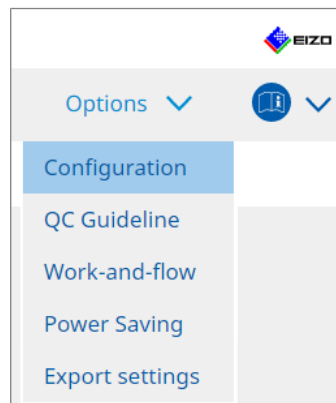 EIZO
Options
Configuration
QC Guideline
Work-and-flow
Power Saving
Export settings